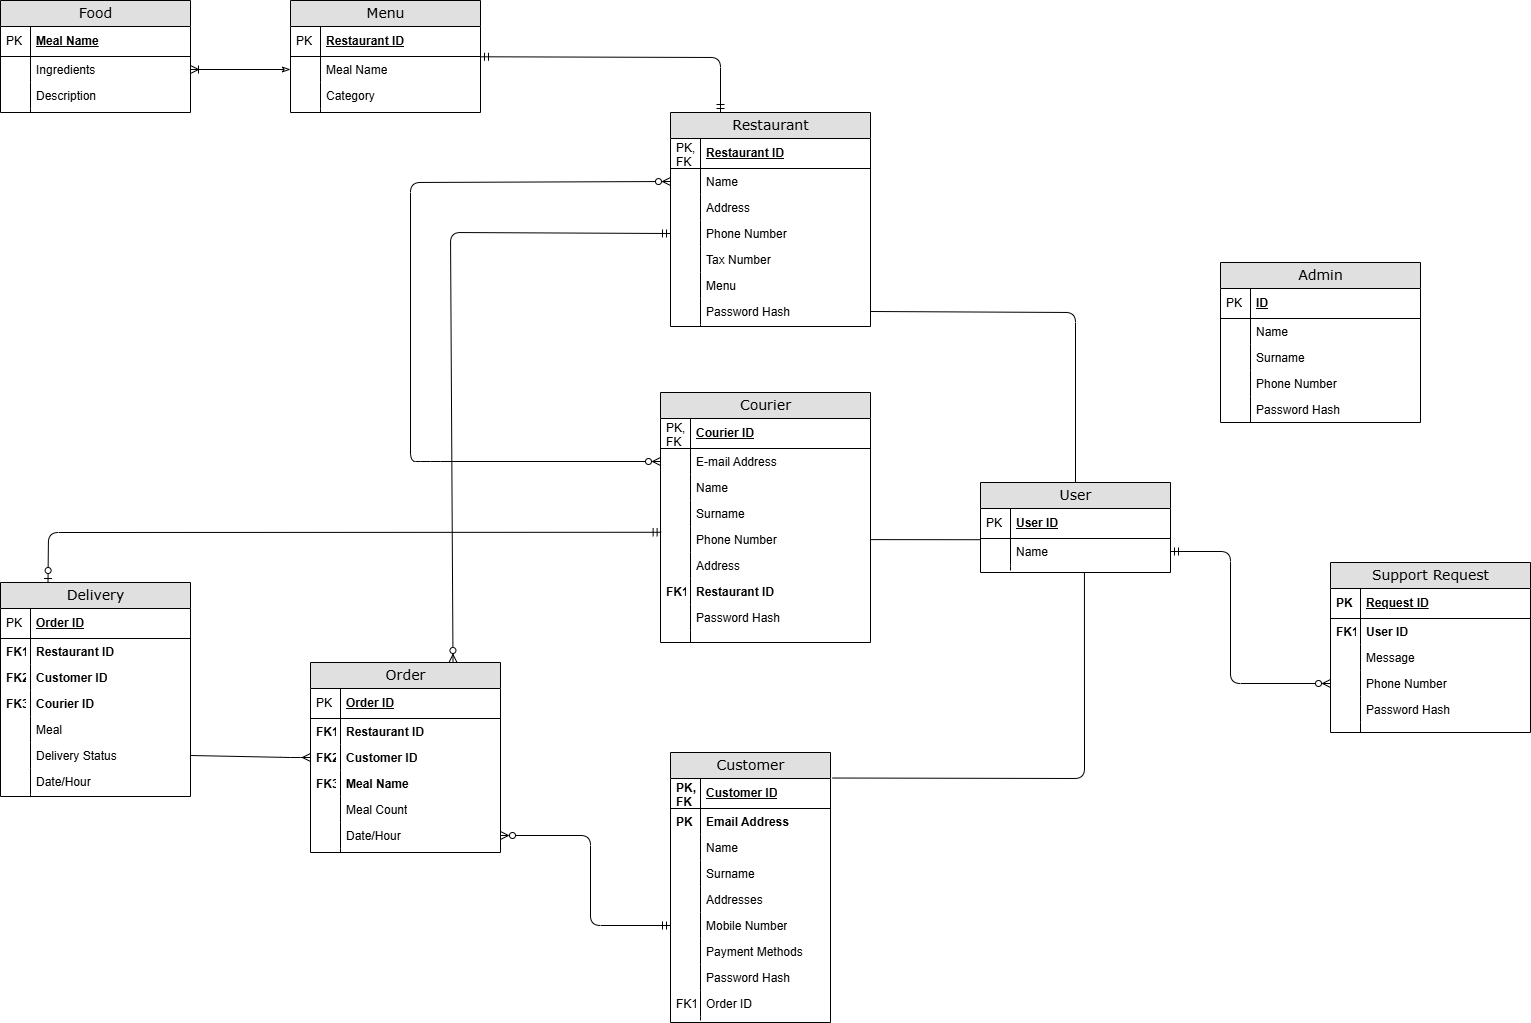 Food
PK Meal Name
Ingredients
Description
Menu
PK Restaurant ID
Meal Name
Category
Restaurant
PK,
FK Restaurant ID
Name
Address
Phone Number
Tax Number
Menu
Password Hash
Admin
PK ID
Name
Surname
Phone Number
Password Hash
Courier
PK,
FK Courier ID
E-mail Address
Name
Surname
Phone Number
Address
FK1 Restaurant ID
Password Hash
User
PK User ID
Name
Support Request
PK Request ID
FK1 User ID
Message
Phone Number
Password Hash
Delivery
PK Order ID
FK1 Restaurant ID
FK2 Customer ID
FK3 Courier ID
Meal
Delivery Status
Date/Hour
Order
PK Order ID
FK1 Restaurant ID
FK2 Customer ID
FK3 Meal Name
Meal Count
Date/Hour
Customer
PK,
FK Customer ID
PK Email Address
Name
Surname
Addresses
Mobile Number
Payment Methods
Password Hash
FK1 Order ID